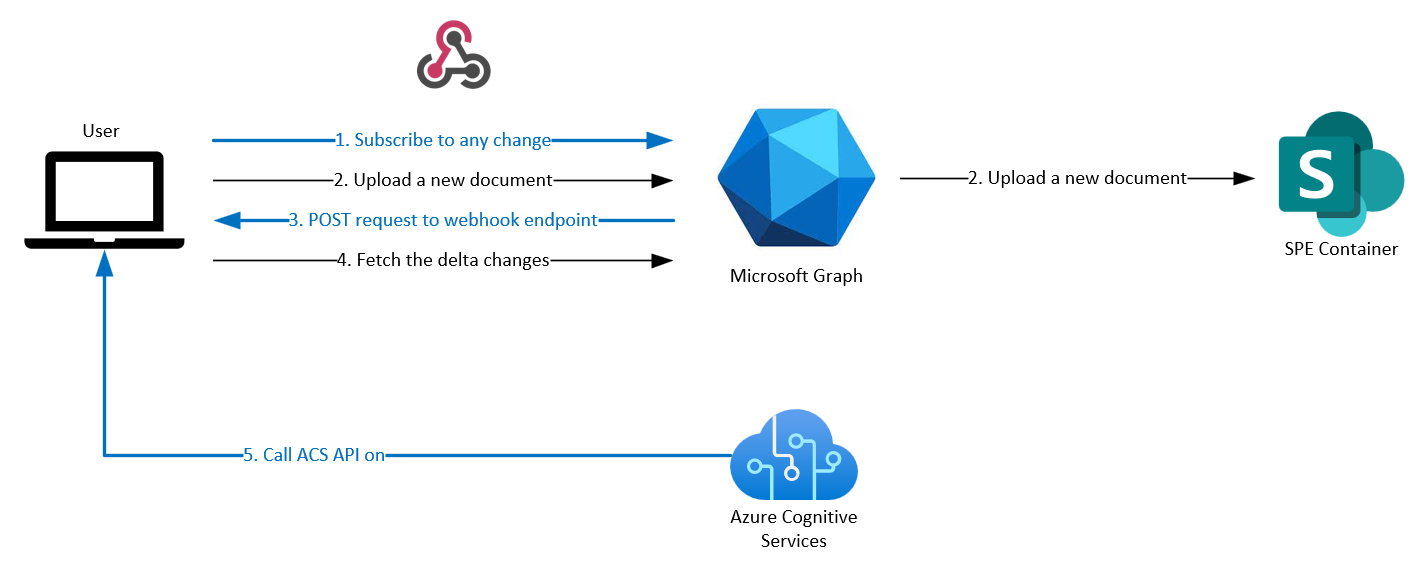 User
1. Subscribe to any change
2. Upload a new document
3. POST request to webhook endpoint
4. Fetch the delta changes
Microsoft Graph
2. Upload a new document
S
SPE Container
5. Call ACS API on
Azure Cognitive
Services